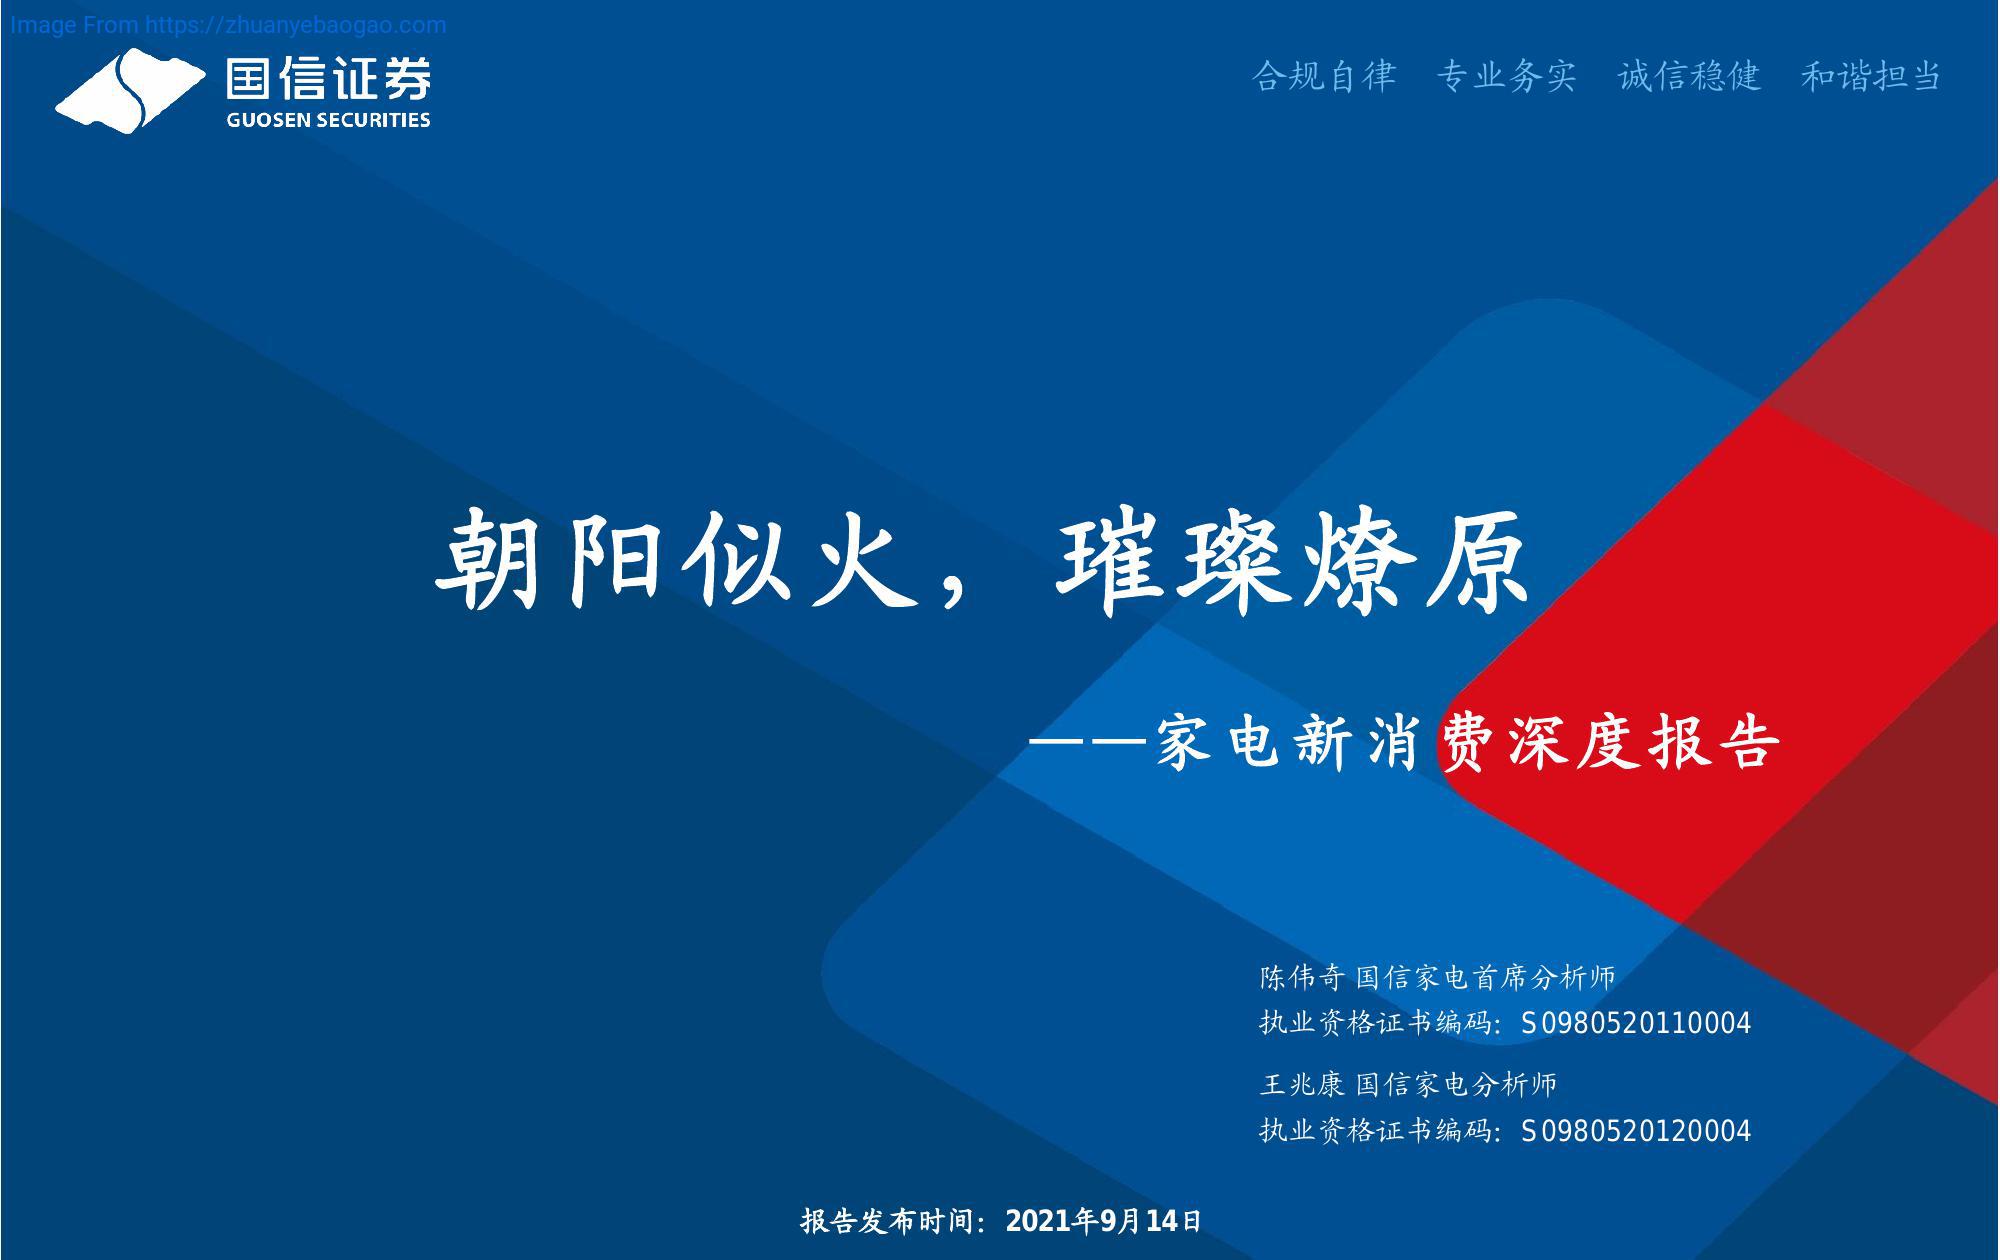 Image From https://zhuanyebaogao.com
国信证券
GUOSEN SECURITIES
合规自律 专业务实 诚信稳健 和谐担当
朝阳似火，璀璨燎原
——家电新消费深度报告
陈伟奇 国信家电首席分析师
执业资格证书编码：S0980520110004
王兆康 国信家电分析师
执业资格证书编码：S0980520120004
报告发布时间：2021年9月14日